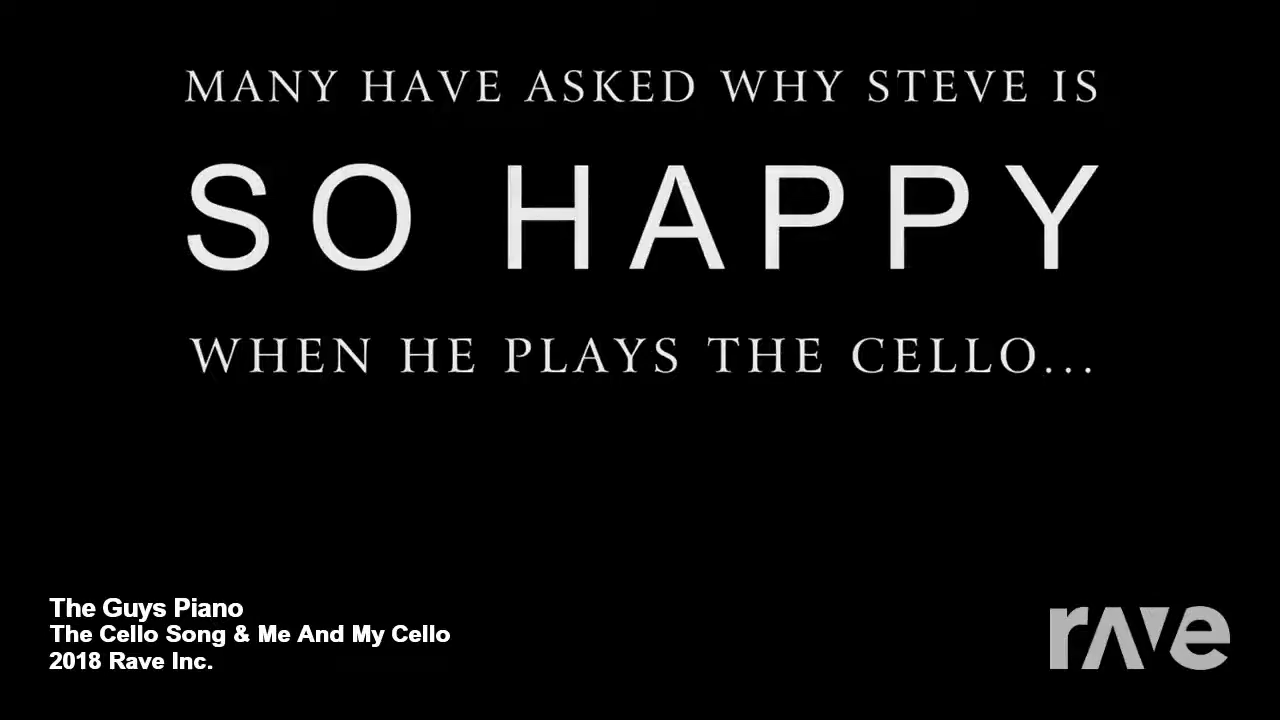 MANY HAVE ASKED WHY STEVE IS
SO HAPPY
WHEN HE PLAYS THE CELLO...
The Guys Piano
The Cello Song & Me And My Cello
2018 Rave Inc.
rave